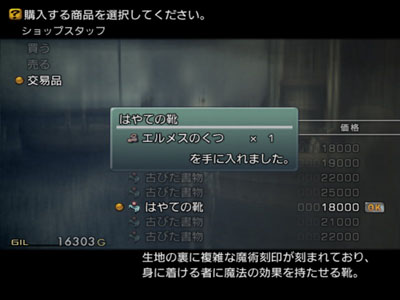 購入する商品を選択してください。
ショップスタッフ
買う
売る
交易品
価格
はやての靴
エルメスのくつ × 1
を手に入れました。
18000
19000
古びた書物 22000
古びた書物 25000
はやての靴 18000 OK
古びた書物 21000
古びた書物 22000
GIL 16303G
生地の裏に複雑な魔術刻印が刻まれており、
身に着ける者に魔法の効果を持たせる靴。